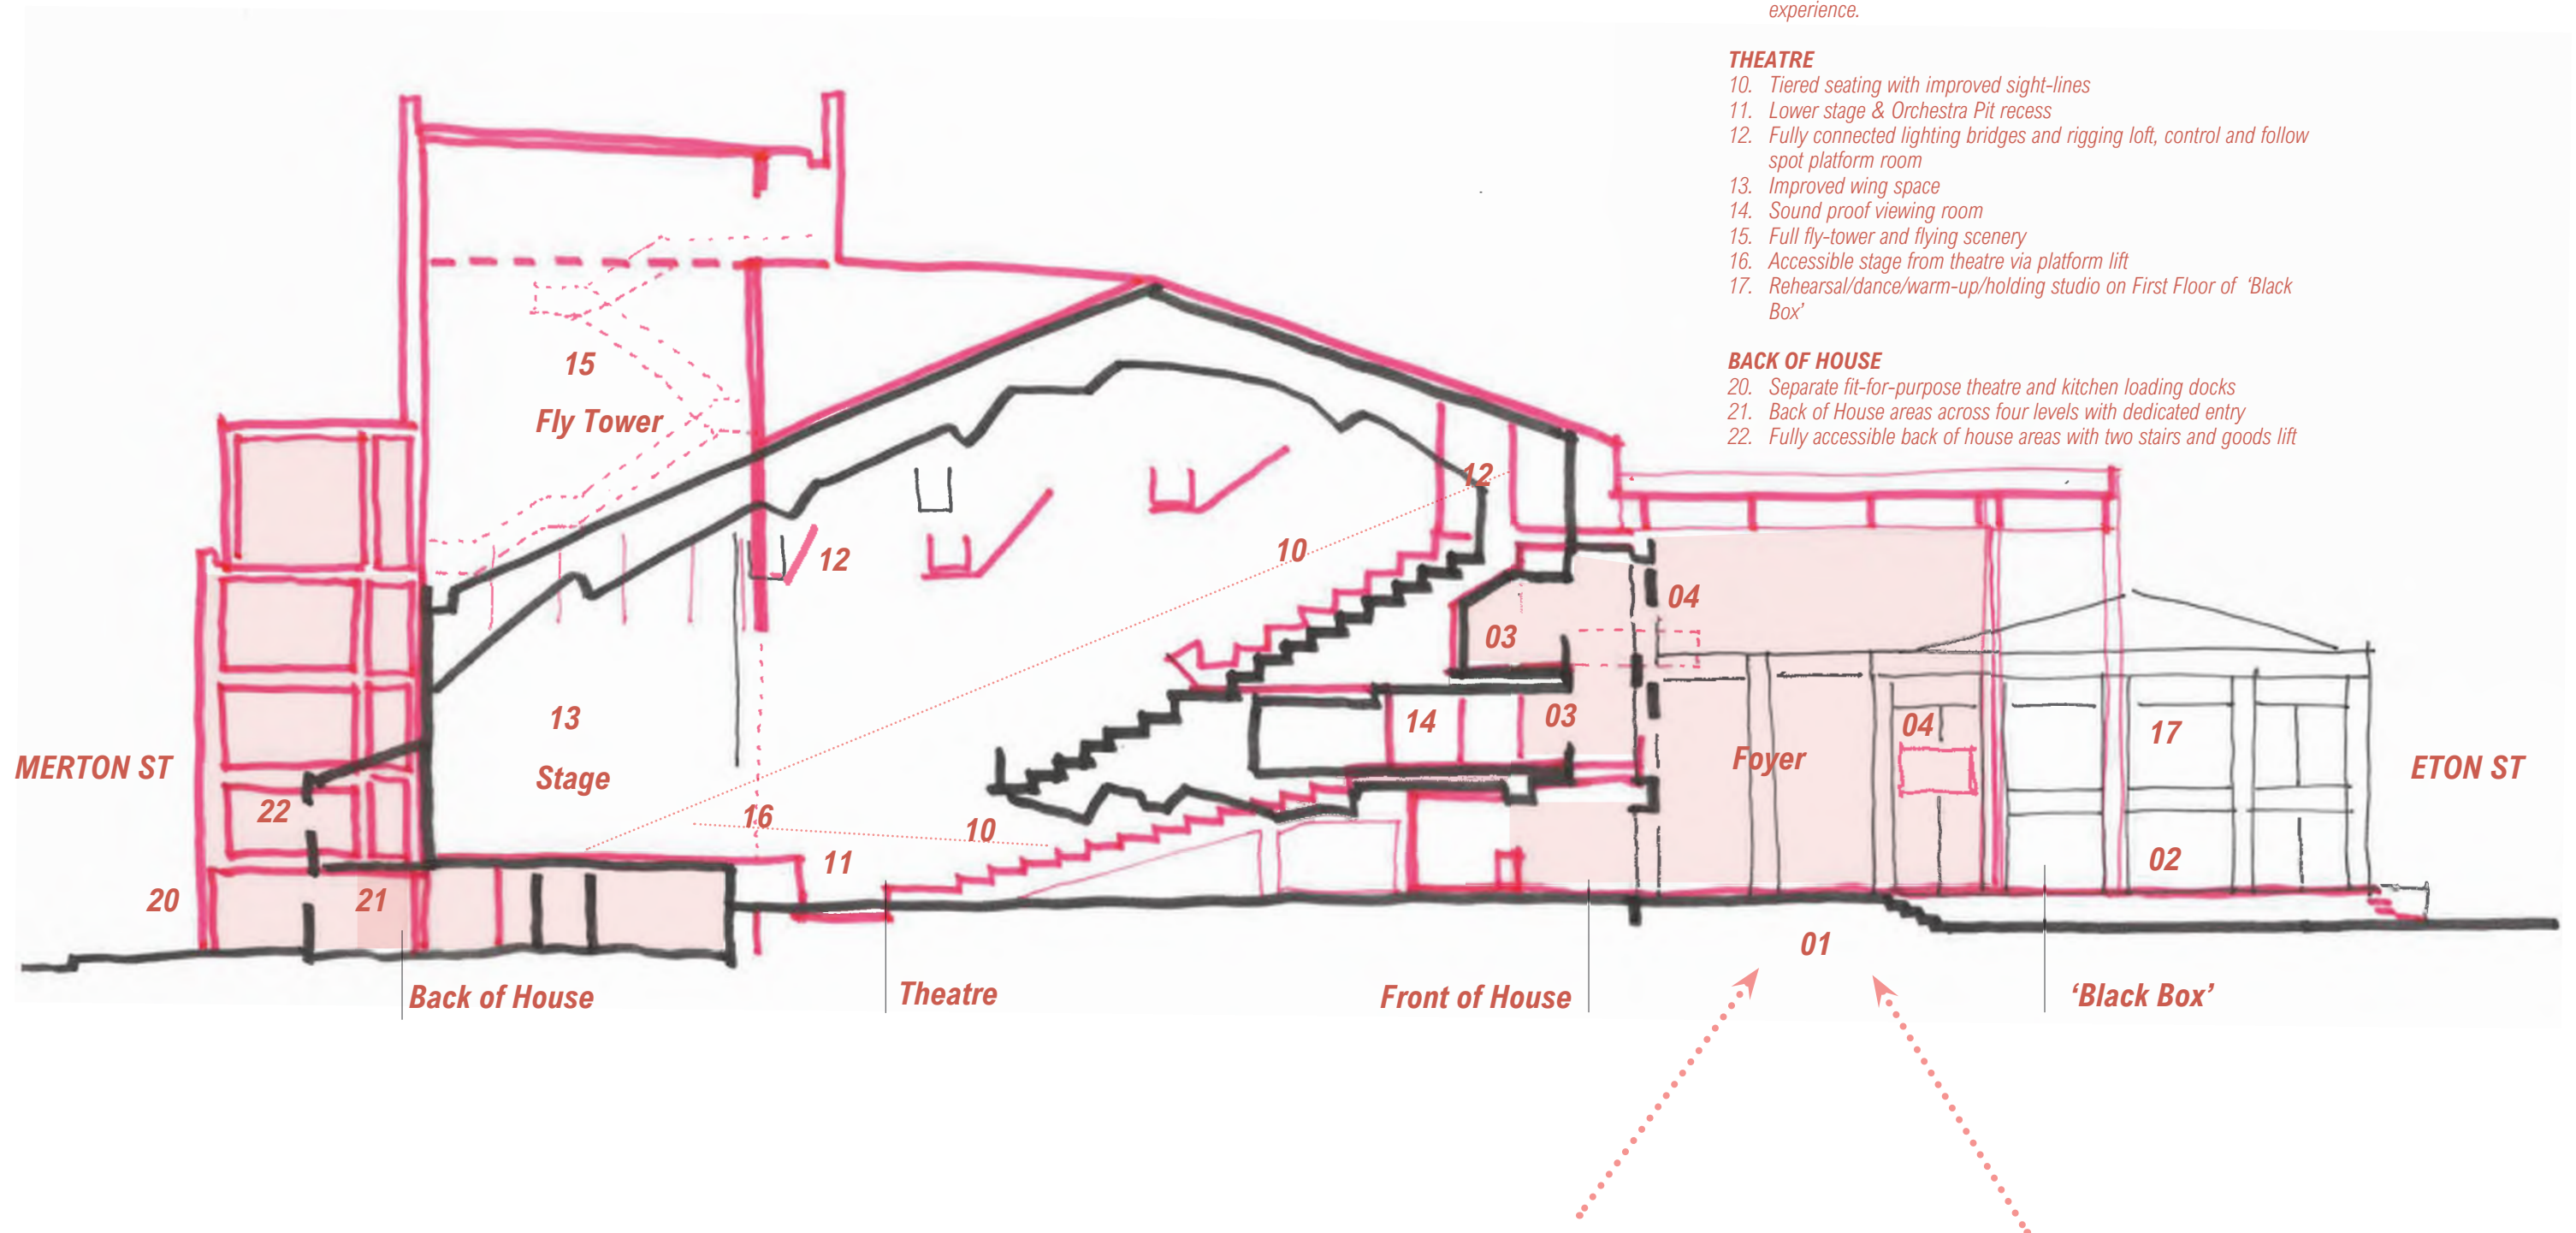 experience.
THEATRE
10. Tiered seating with improved sight-lines
11. Lower stage & Orchestra Pit recess
12. Fully connected lighting bridges and rigging loft, control and follow
spot platform room
13. Improved wing space
14. Sound proof viewing room
15. Full fly-tower and flying scenery
16. Accessible stage from theatre via platform lift
17. Rehearsal/dance/warm-up/holding studio on First Floor of ‘Black
Box’
BACK OF HOUSE
20. Separate fit-for-purpose theatre and kitchen loading docks
21. Back of House areas across four levels with dedicated entry
22. Fully accessible back of house areas with two stairs and goods lift
15
Fly Tower
12
12
10
04
03
13
Stage
14
03
04
17
Foyer
MERTON ST
ETON ST
22
16
10
11
02
20
21
01
Back of House
Theatre
Front of House
‘Black Box’